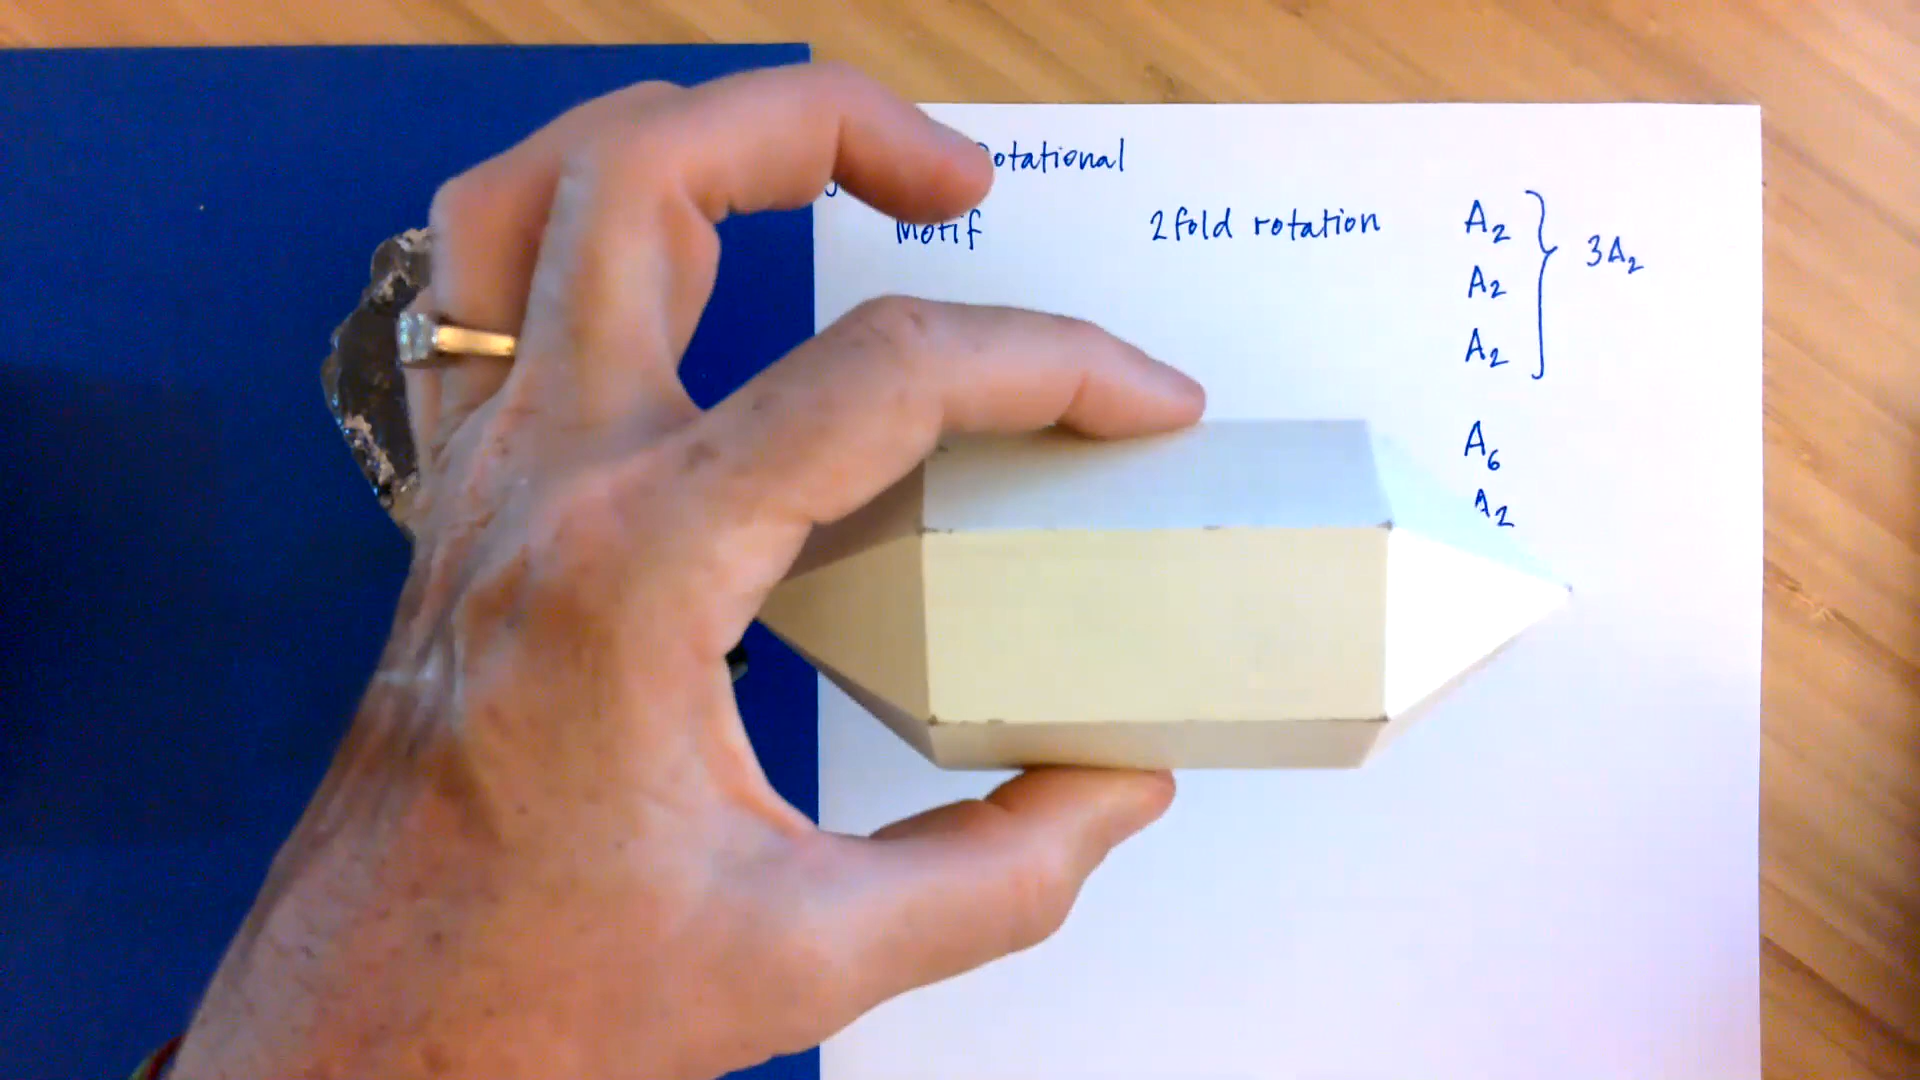 otational
Motif 2fold rotation A₂ } 3A₂
A₂
A₂
A₆
A₂